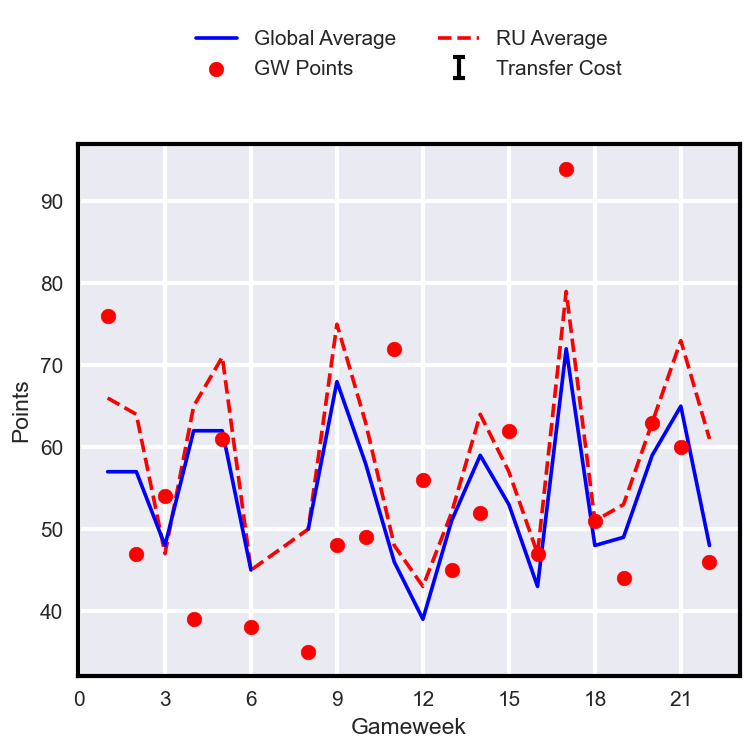 Global Average
RU Average
GW Points
Transfer Cost
90
80
70
60
50
40
Points
0 3 6 9 12 15 18 21
Gameweek